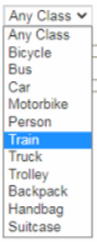 Any Class
Any Class
Bicycle
Bus
Car
Motorbike
Person
Train
Truck
Trolley
Backpack
Handbag
Suitcase